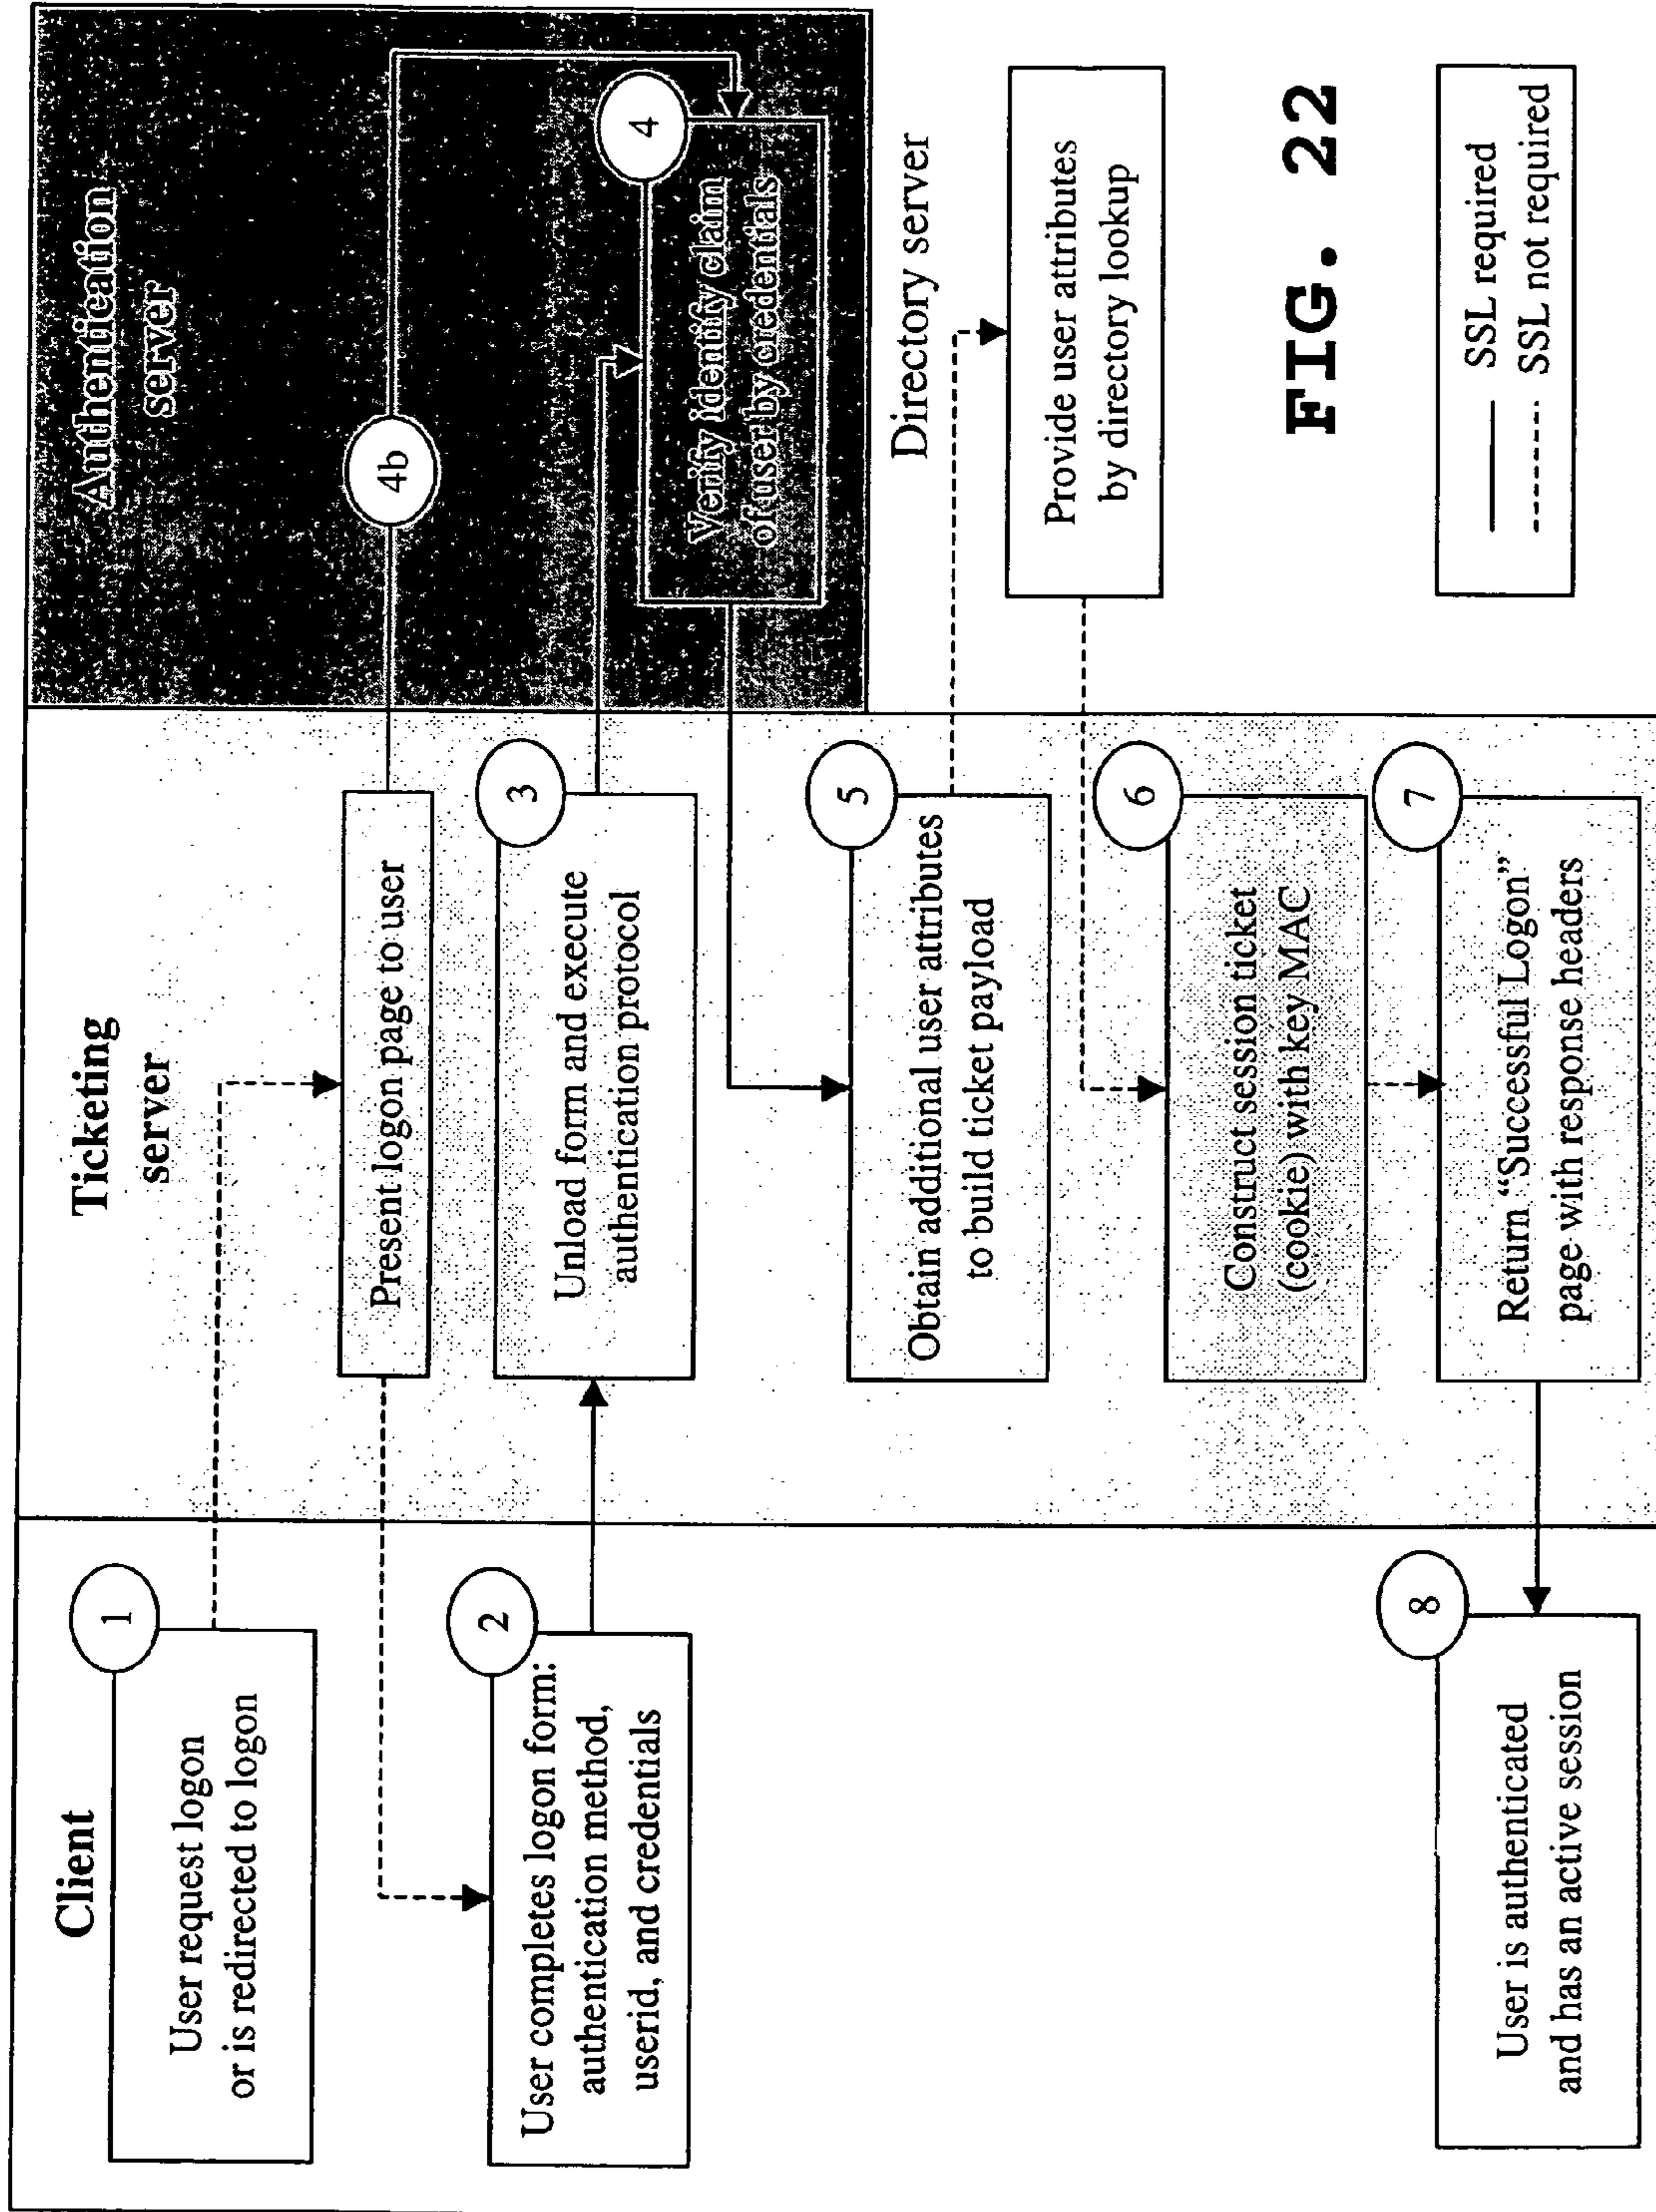 Client
1
User request logon
or is redirected to logon
2
User completes logon form:
authentication method,
userid, and credentials
8
User is authenticated
and has an active session
Ticketing
server
Present logon page to user
3
Unload form and execute
authentication protocol
5
Obtain additional user attributes
to build ticket payload
6
Construct session ticket
(cookie) with key MAC
7
Return “Successful Logon”
page with response headers
Authentication
server
4b
4
Verify identify claim
of user by credentials
Directory server
Provide user attributes
by directory lookup
FIG. 22
SSL required
SSL not required